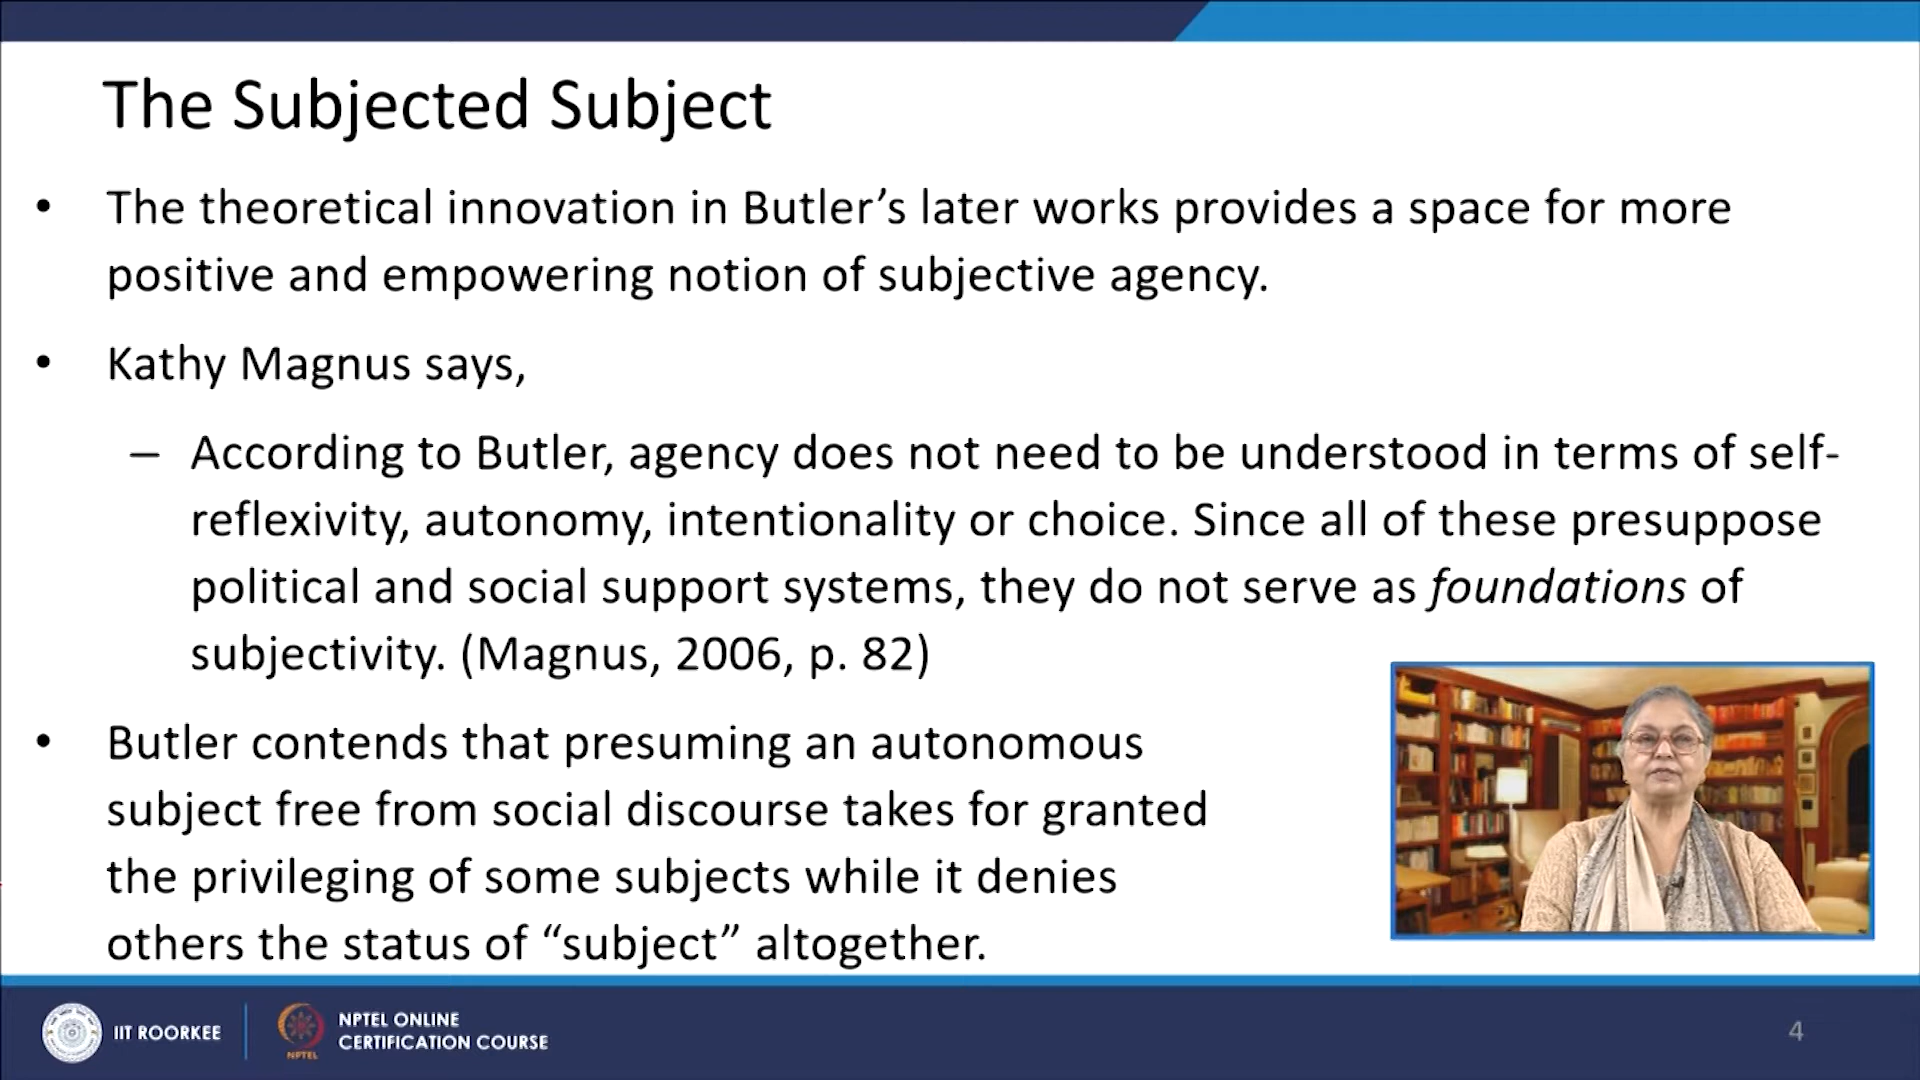 The Subjected Subject
• The theoretical innovation in Butler’s later works provides a space for more
positive and empowering notion of subjective agency.
• Kathy Magnus says,
– According to Butler, agency does not need to be understood in terms of self-
reflexivity, autonomy, intentionality or choice. Since all of these presuppose
political and social support systems, they do not serve as foundations of
subjectivity. (Magnus, 2006, p. 82)
• Butler contends that presuming an autonomous
subject free from social discourse takes for granted
the privileging of some subjects while it denies
others the status of “subject” altogether.
IIT ROORKEE
NPTEL
NPTEL ONLINE
CERTIFICATION COURSE
4